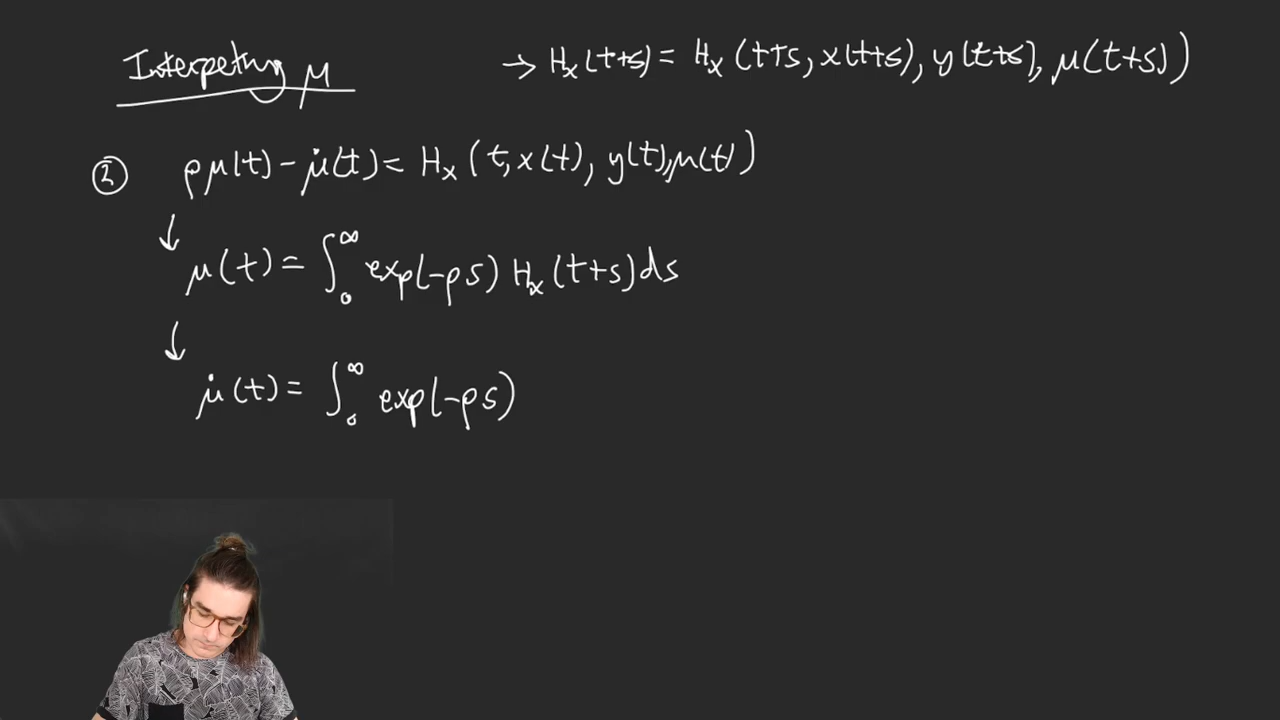 Interpeting μ
→ Hx(t+s) = Hx(t+s, x(t+s), y(t+s), μ(t+s))
② ρμ(t) - μ̇(t) = Hx(t, x(t), y(t), μ(t))
↓
μ(t) = ∫₀^∞ exp(-ρs) Hx(t+s) ds
↓
μ̇(t) = ∫₀^∞ exp(-ρs)